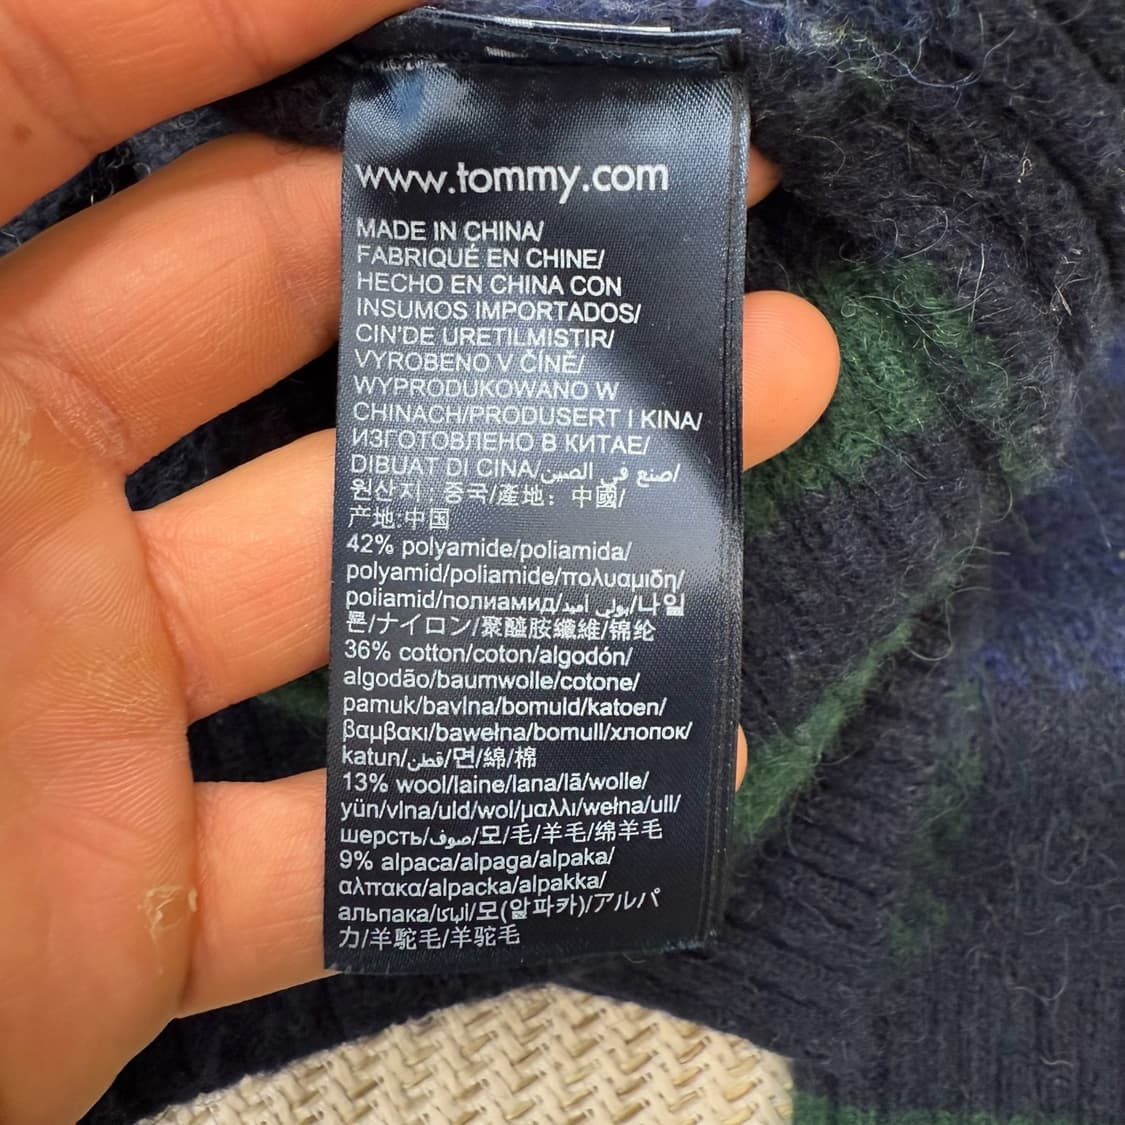 www.tommy.com
MADE IN CHINA/
FABRIQUÉ EN CHINE/
HECHO EN CHINA CON
INSUMOS IMPORTADOS/
CIN'DE URETILMISTIR/
VYROBENO V ČÍNĚ/
WYPRODUKOWANO W
CHINACH/PRODUSERT I KINA/
ИЗГОТОВЛЕНО В КИТАЕ/
DIBUAT DI CINA/صنع في الصين/
원산지 : 중국/產地：中國/
产地:中国
42% polyamide/poliamida/
polyamid/poliamide/πολυαμιδη/
poliamid/полиамид/بولي أميد/나일
론/ナイロン/聚醯胺纖維/锦纶
36% cotton/coton/algodón/
algodão/baumwolle/cotone/
pamuk/bavlna/bomuld/katoen/
βαμβακι/bawełna/bomull/хлопок/
katun/قطن/면/綿/棉
13% wool/laine/lana/lã/wolle/
yün/vlna/uld/wol/μαλλι/wełna/ull/
шерсть/صوف/모/毛/羊毛/绵羊毛
9% alpaca/alpaga/alpaka/
αλπακα/alpacka/alpakka/
альпака/الباكا/모(알파카)/アルパ
カ/羊駝毛/羊驼毛